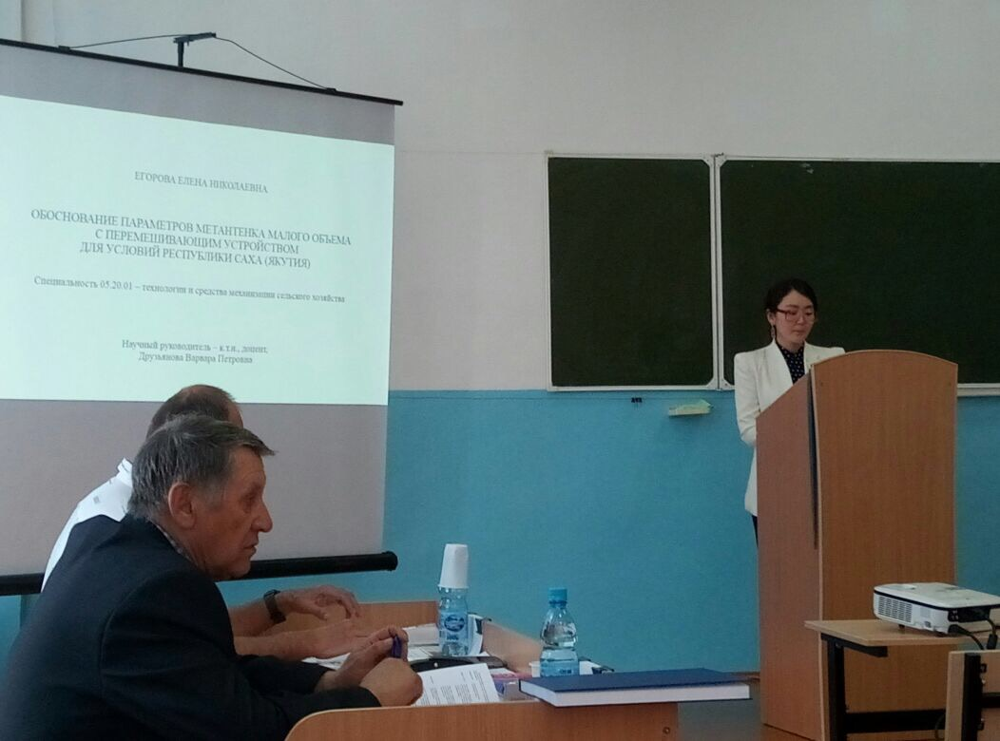 ЕГОРОВА ЕЛЕНА НИКОЛАЕВНА
ОБОСНОВАНИЕ ПАРАМЕТРОВ МЕТАНТЕНКА МАЛОГО ОБЪЕМА
С ПЕРЕМЕШИВАЮЩИМ УСТРОЙСТВОМ
ДЛЯ УСЛОВИЙ РЕСПУБЛИКИ САХА (ЯКУТИЯ)
Специальность 05.20.01 – технологии и средства механизации сельского хозяйства
Научный руководитель – к.т.н., доцент,
Друзьянова Варвара Петровна